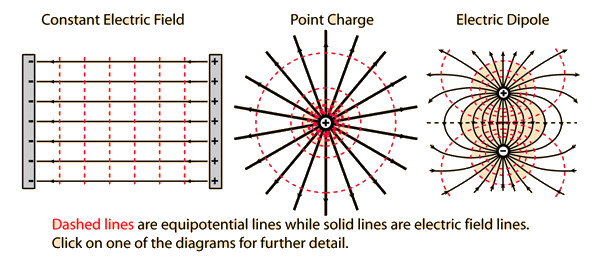 Constant Electric Field Point Charge Electric Dipole
- +
- +
- +
- + + +
- +
- + -
- +
Dashed lines are equipotential lines while solid lines are electric field lines.
Click on one of the diagrams for further detail.